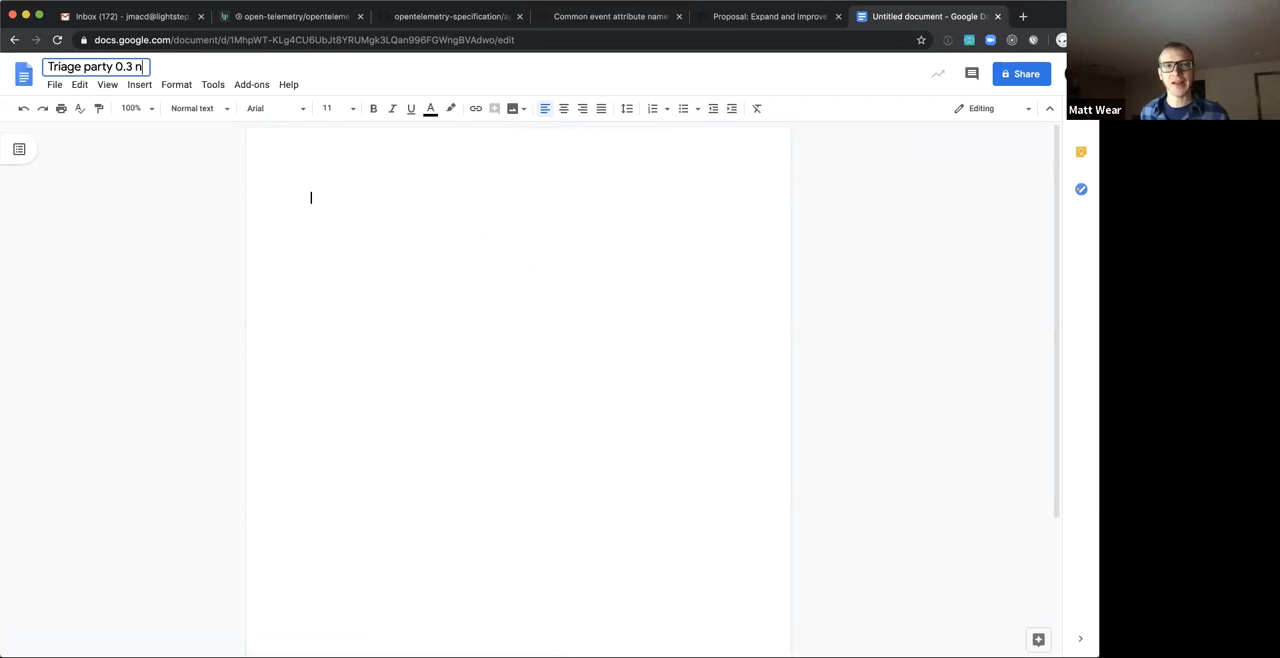 Inbox (172) - jmacd@lightstep.
open-telemetry/opentelemc
opentelemetry-specification/a
Common event attribute name
Proposal: Expand and Improve
Untitled document - Google D
docs.google.com/document/d/1MhpWT-KLg4CU6UbJt8YRUMgk3LQan996FGWngBVAdwo/edit
Triage party 0.3 n
File Edit View Insert Format Tools Add-ons Help
Share
100% Normal text Arial 11 B I U A Editing
Matt Wear